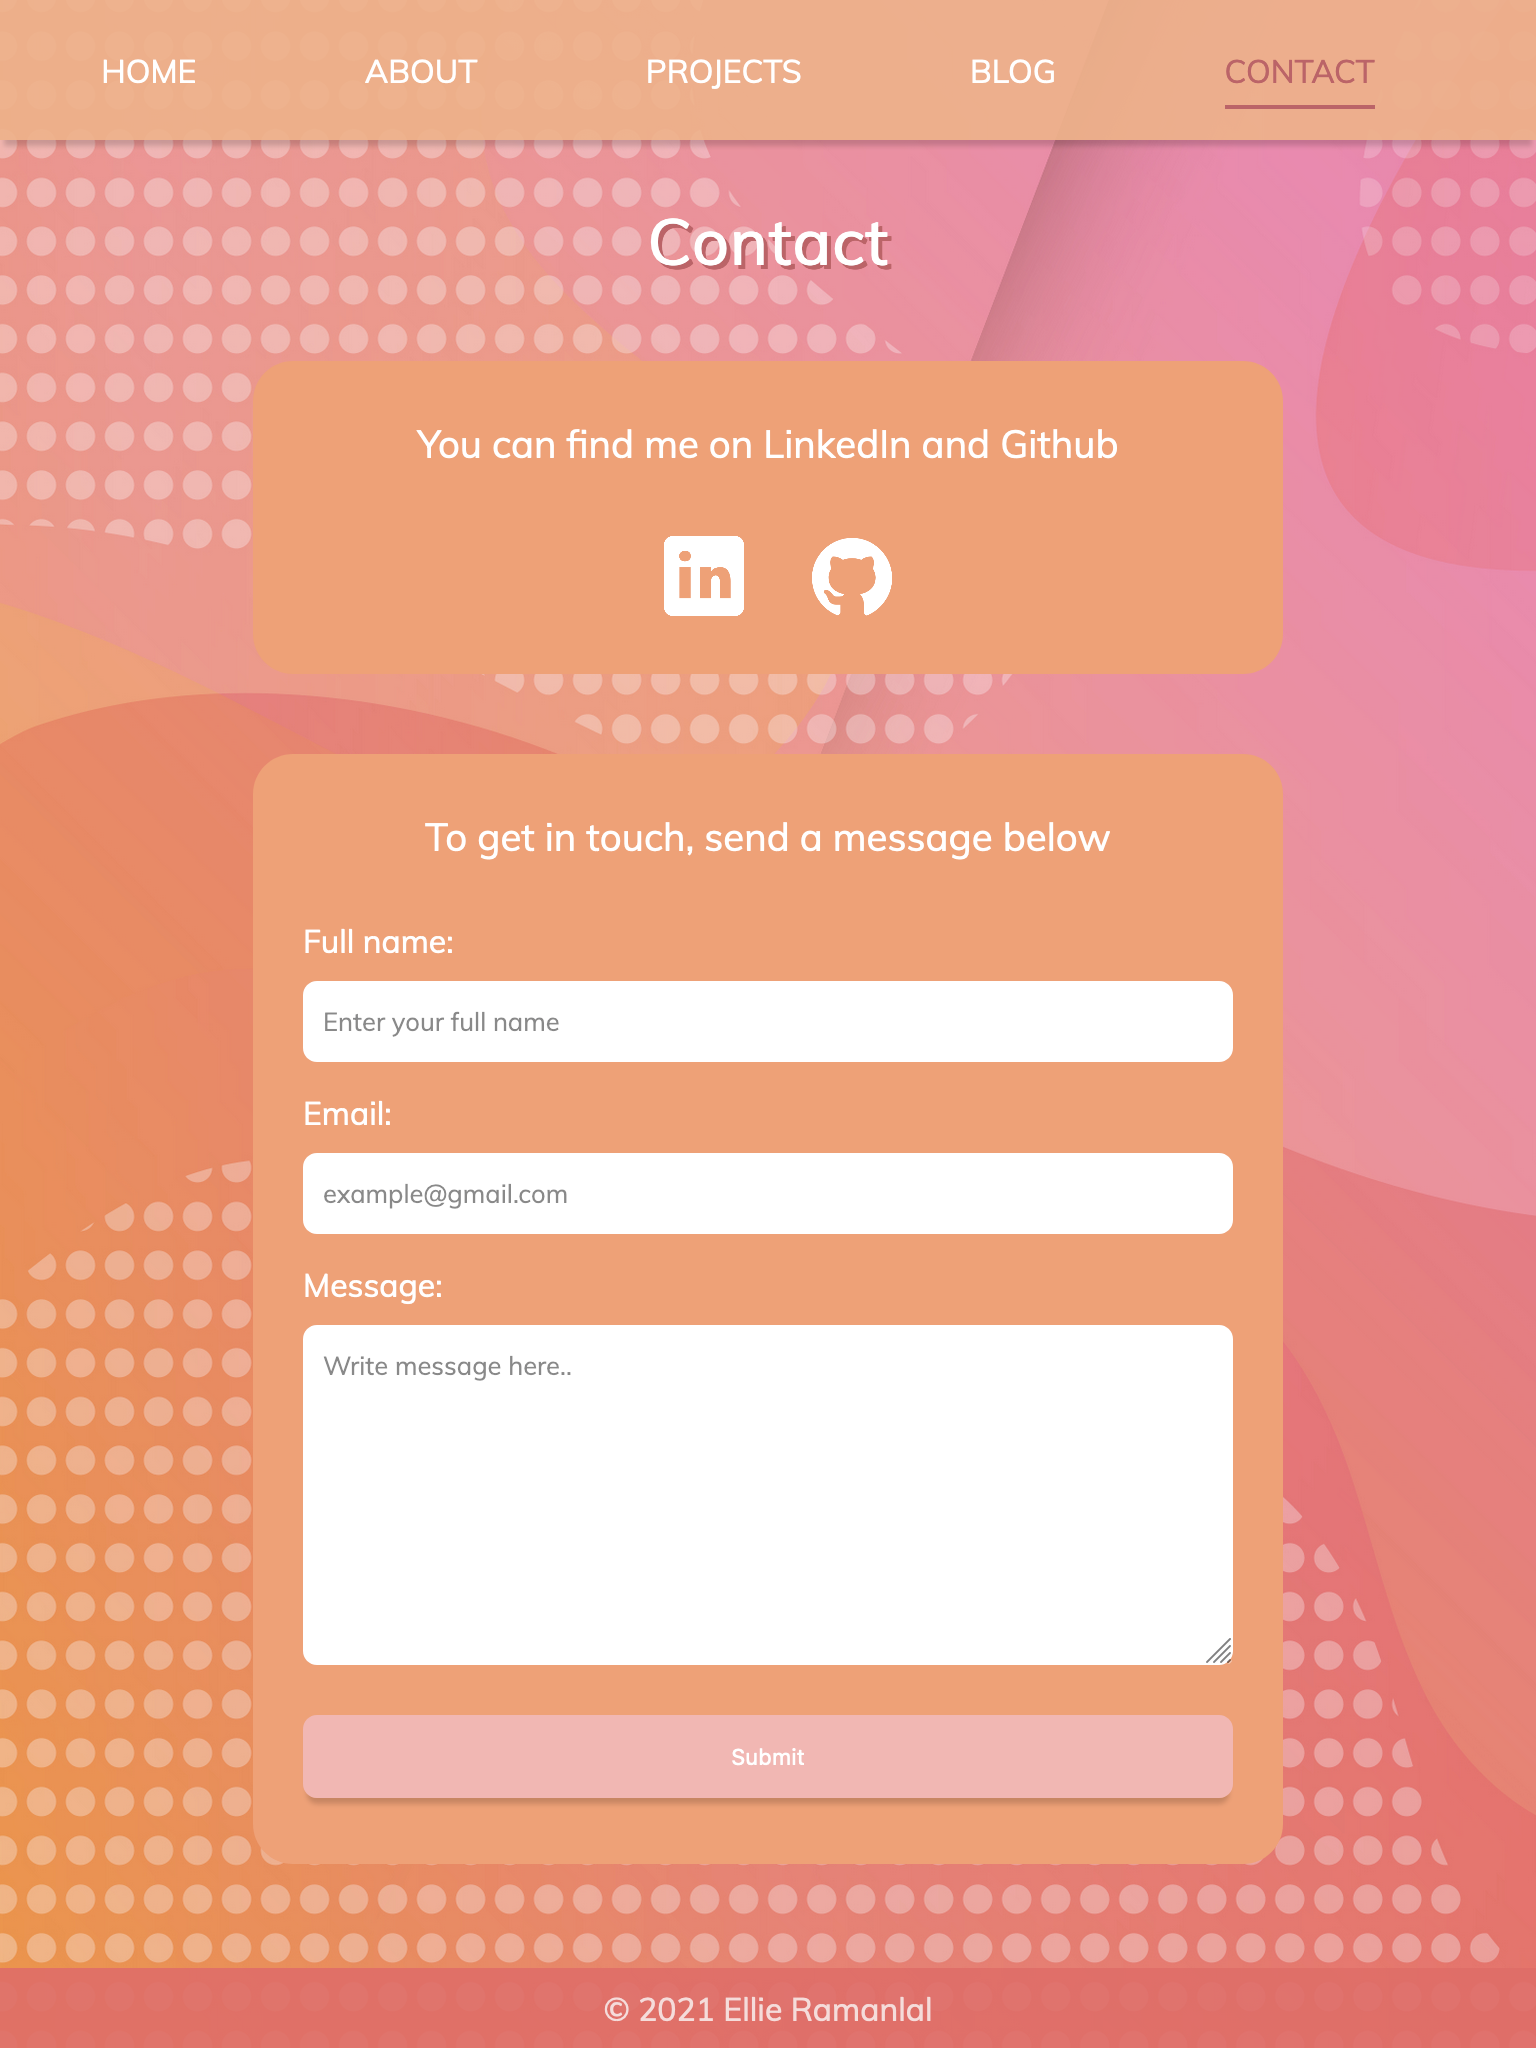 HOME ABOUT PROJECTS BLOG CONTACT
Contact
You can find me on LinkedIn and Github
in
To get in touch, send a message below
Full name:
Enter your full name
Email:
example@gmail.com
Message:
Write message here..
Submit
© 2021 Ellie Ramanlal